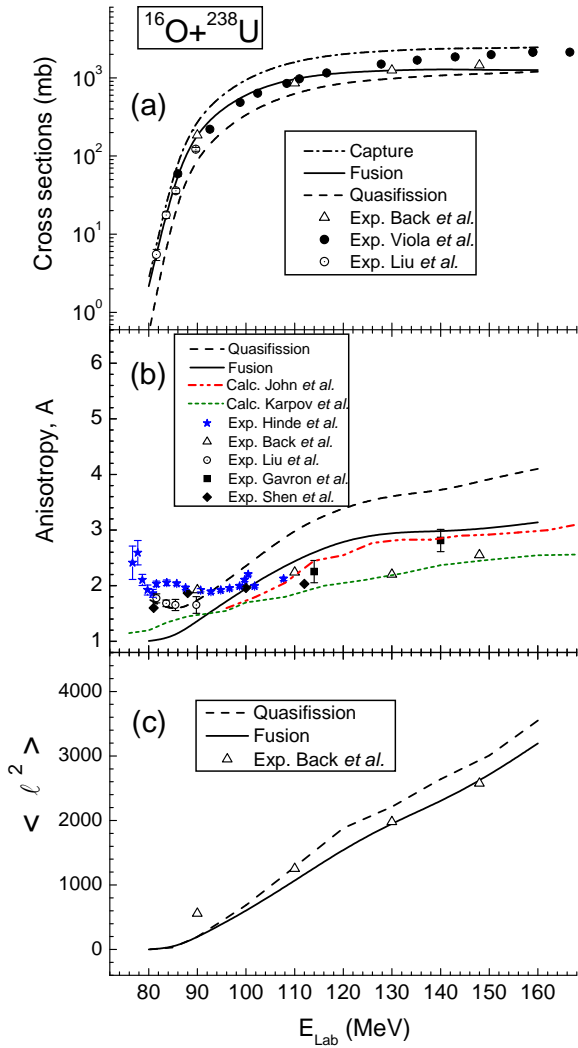 ¹⁶O+²³⁸U
Cross sections (mb)
10³
10²
10¹
10⁰
(a)
Capture
Fusion
Quasifission
Exp. Back et al.
Exp. Viola et al.
Exp. Liu et al.
Anisotropy, A
6
5
4
3
2
1
(b)
Quasifission
Fusion
Calc. John et al.
Calc. Karpov et al.
Exp. Hinde et al.
Exp. Back et al.
Exp. Liu et al.
Exp. Gavron et al.
Exp. Shen et al.
< ℓ² >
4000
3000
2000
1000
0
(c)
Quasifission
Fusion
Exp. Back et al.
80 90 100 110 120 130 140 150 160
E_Lab (MeV)